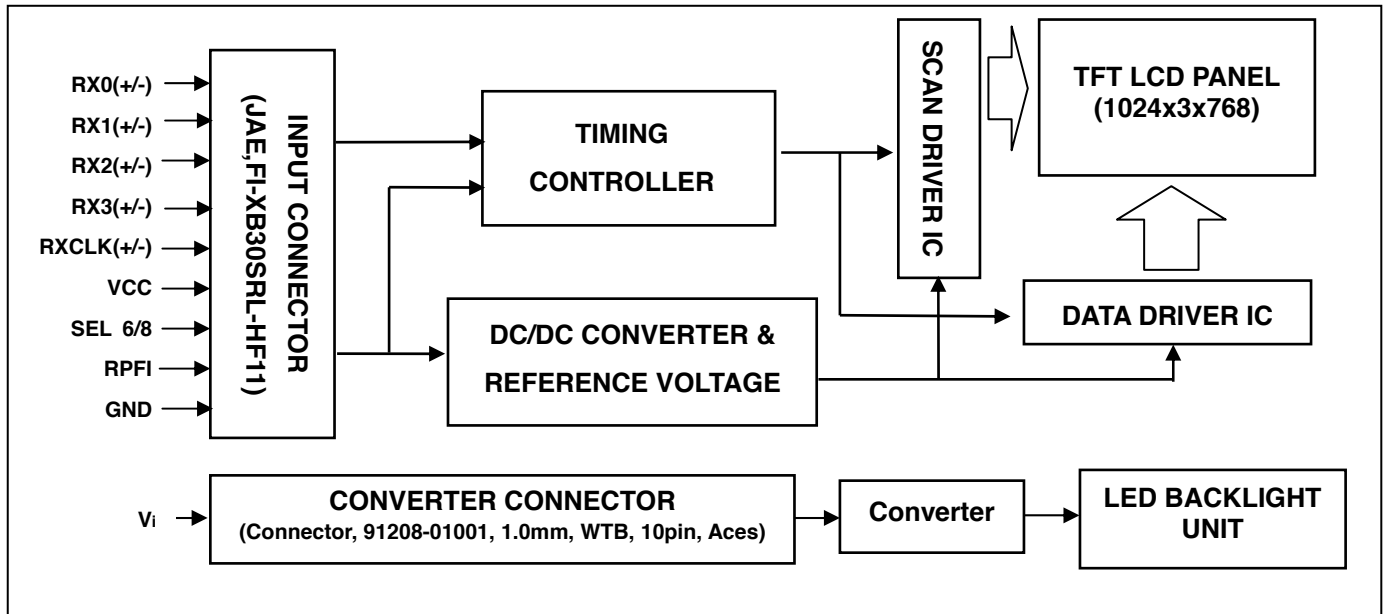 RX0(+/-)
RX1(+/-)
RX2(+/-)
RX3(+/-)
RXCLK(+/-)
VCC
SEL 6/8
RPFI
GND
INPUT CONNECTOR
(JAE,FI-XB30SRL-HF11)
TIMING
CONTROLLER
DC/DC CONVERTER &
REFERENCE VOLTAGE
SCAN DRIVER IC
TFT LCD PANEL
(1024x3x768)
DATA DRIVER IC
Vi
CONVERTER CONNECTOR
(Connector, 91208-01001, 1.0mm, WTB, 10pin, Aces)
Converter
LED BACKLIGHT
UNIT